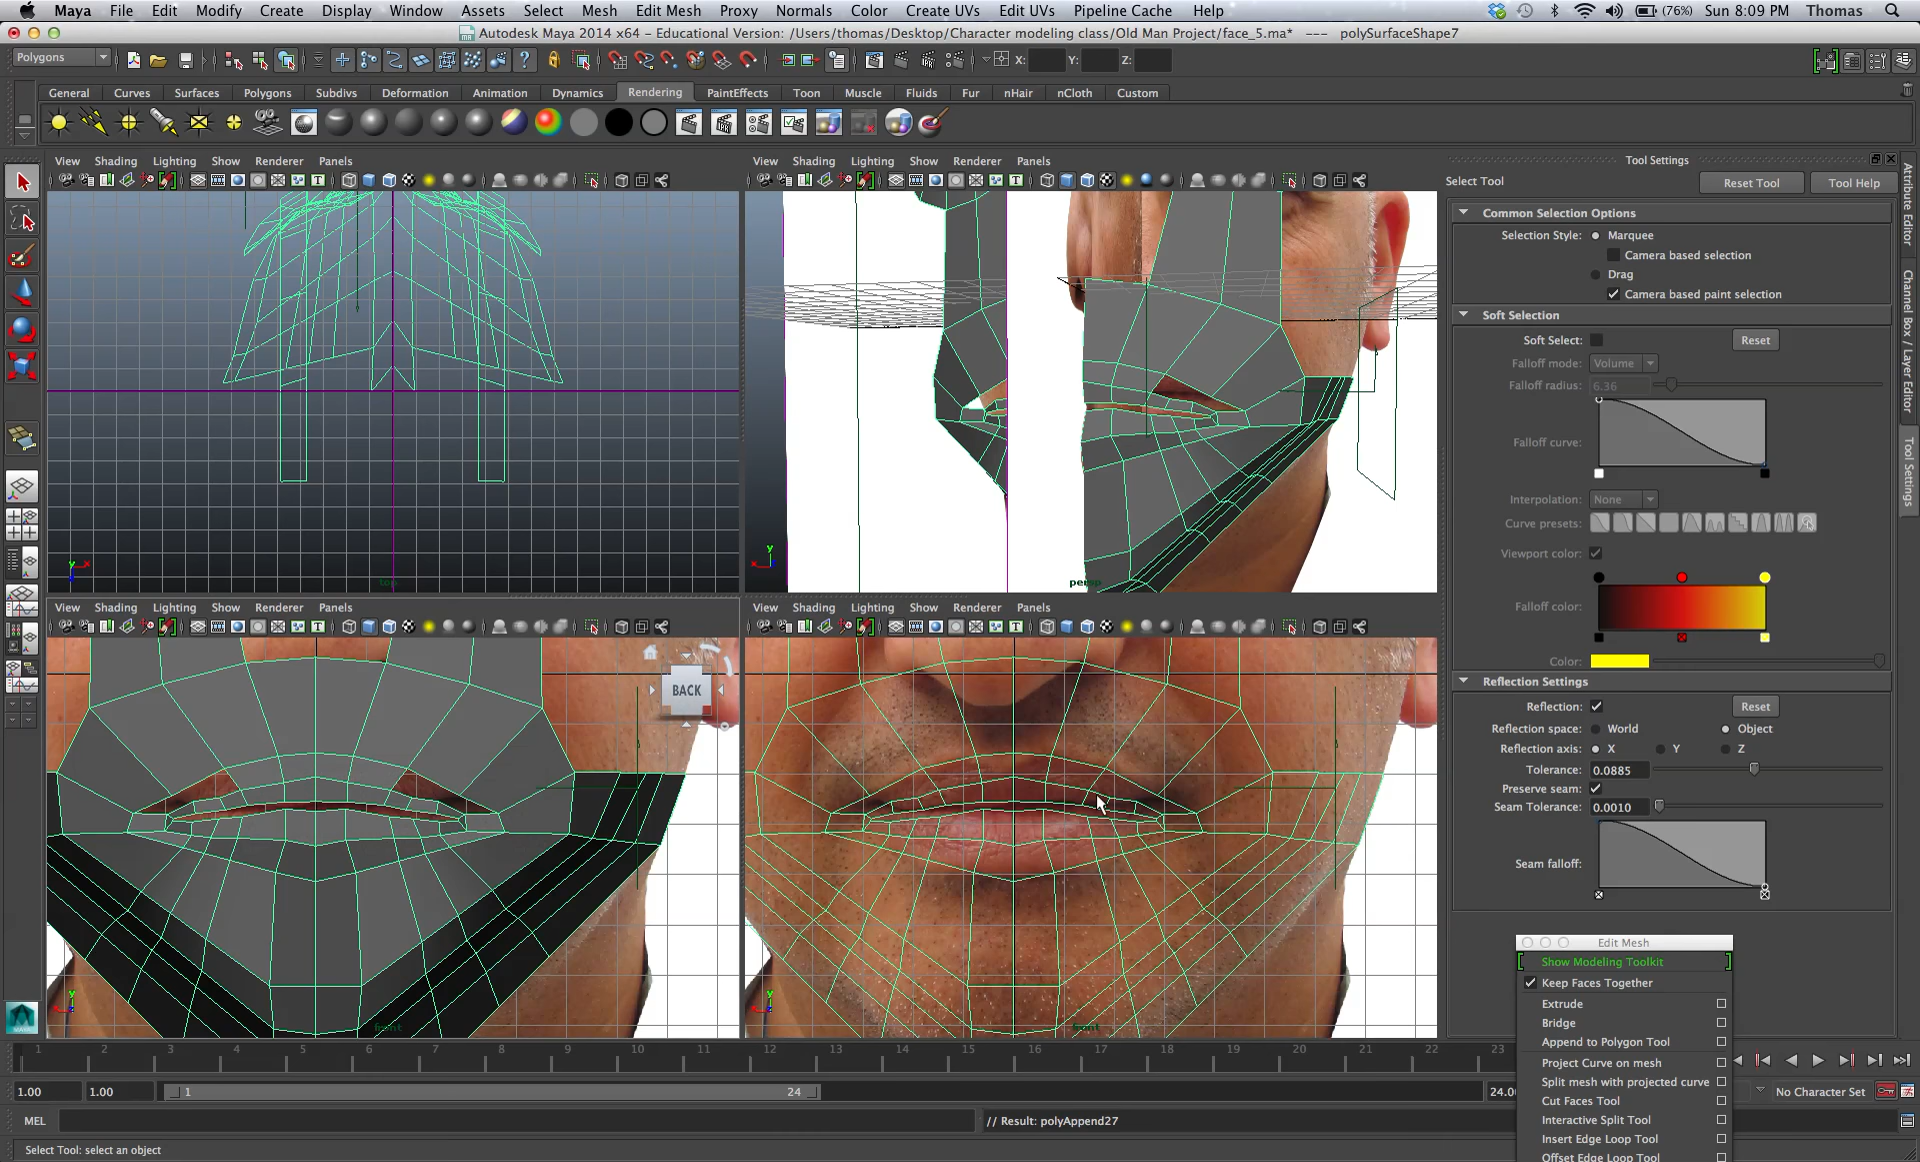 Maya File Edit Modify Create Display Window Assets Select Mesh Edit Mesh Proxy Normals Color Create UVs Edit UVs Pipeline Cache Help (76%) Sun 8:09 PM Thomas
Autodesk Maya 2014 x64 - Educational Version: /Users/thomas/Desktop/Character modeling class/Old Man Project/face_5.ma* --- polySurfaceShape7
Polygons X: Y: Z:
General Curves Surfaces Polygons Subdivs Deformation Animation Dynamics Rendering PaintEffects Toon Muscle Fluids Fur nHair nCloth Custom
View Shading Lighting Show Renderer Panels
View Shading Lighting Show Renderer Panels
top
persp
View Shading Lighting Show Renderer Panels
View Shading Lighting Show Renderer Panels
BACK
front
front
Tool Settings
Select Tool Reset Tool Tool Help
Common Selection Options
Selection Style: Marquee
Camera based selection
Drag
Camera based paint selection
Soft Selection
Soft Select: Reset
Falloff mode: Volume
Falloff radius: 6.36
Falloff curve:
Interpolation: None
Curve presets:
Viewport color:
Falloff color:
Color:
Reflection Settings
Reflection: Reset
Reflection space: World Object
Reflection axis: X Y Z
Tolerance: 0.0885
Preserve seam:
Seam Tolerance: 0.0010
Seam falloff:
Attribute Editor
Channel Box / Layer Editor
Tool Settings
Edit Mesh
Show Modeling Toolkit
Keep Faces Together
Extrude
Bridge
Append to Polygon Tool
Project Curve on mesh
Split mesh with projected curve
Cut Faces Tool
Interactive Split Tool
Insert Edge Loop Tool
Offset Edge Loop Tool
1 2 3 4 5 6 7 8 9 10 11 12 13 14 15 16 17 18 19 20 21 22 23
1.00 1.00 1 24 24.0 No Character Set
MEL // Result: polyAppend27
Select Tool: select an object